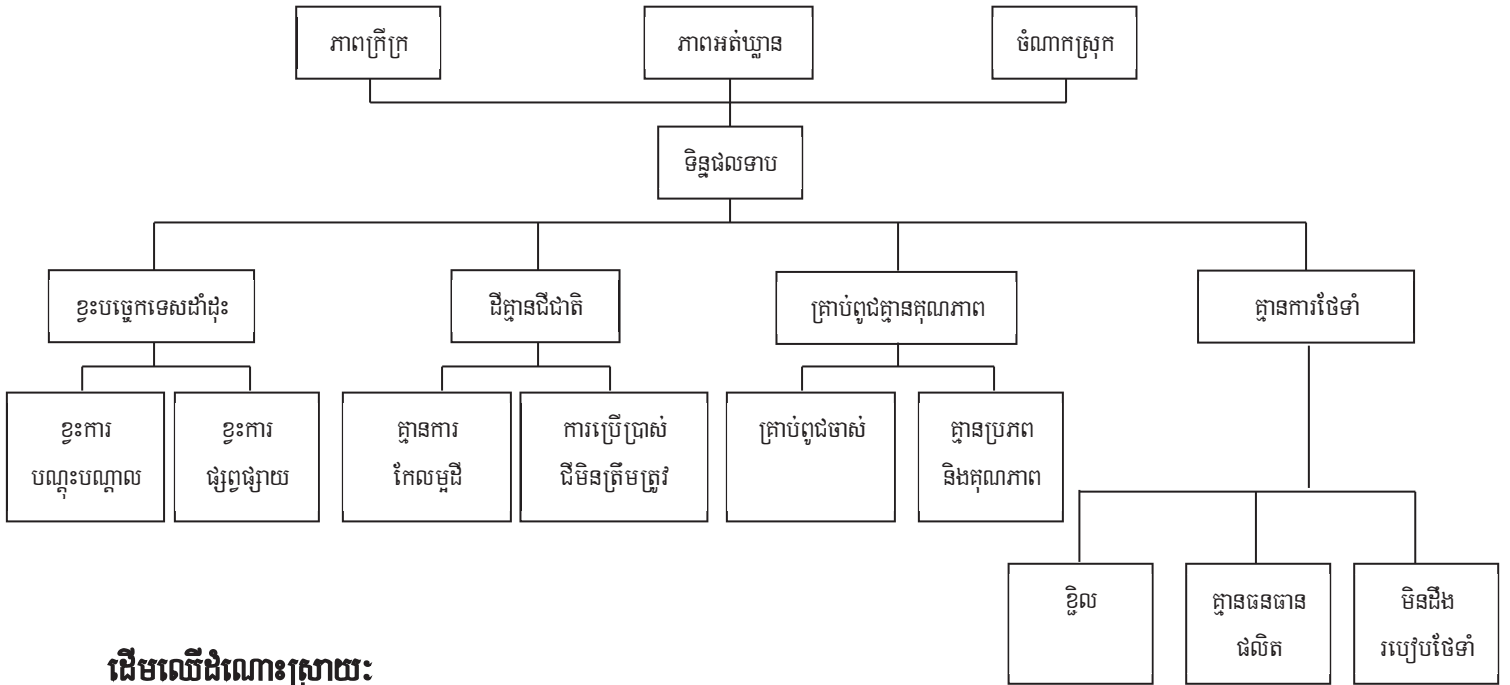 ភាពក្រីក្រ
ភាពអត់ឃ្លាន
ចំណាកស្រុក
ទិន្នផលទាប
ខ្វះបច្ចេកទេសដាំដុះ
ដីគ្មានជីជាតិ
គ្រាប់ពូជគ្មានគុណភាព
គ្មានការថែទាំ
ខ្វះការ
បណ្តុះបណ្តាល
ខ្វះការ
ផ្សព្វផ្សាយ
គ្មានការ
កែលម្អដី
ការប្រើប្រាស់
ជីមិនត្រឹមត្រូវ
គ្រាប់ពូជចាស់
គ្មានប្រភព
និងគុណភាព
ខ្ជិល
គ្មានធនធាន
ផលិត
មិនដឹង
របៀបថែទាំ
ដើមឈើដំណោះស្រាយៈ